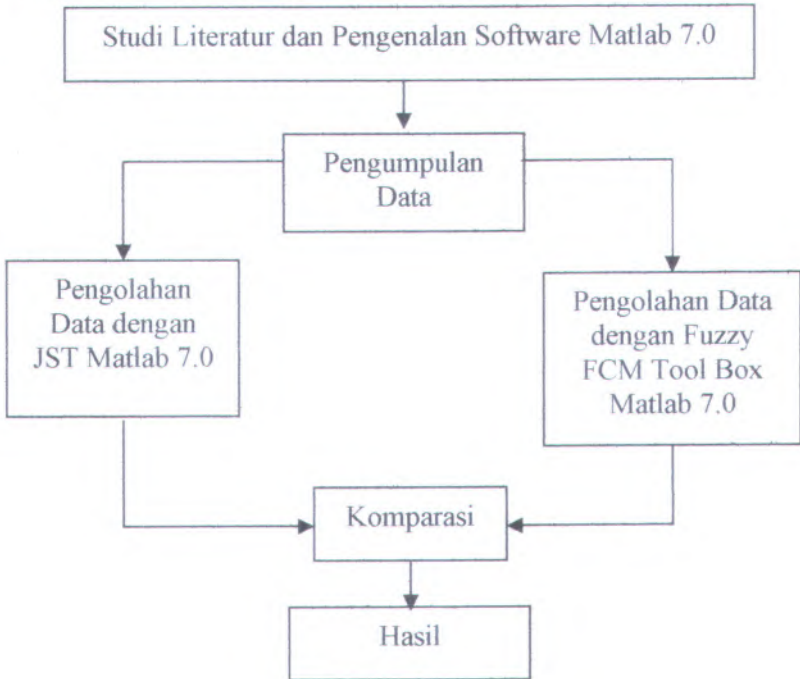 Studi Literatur dan Pengenalan Software Matlab 7.0
Pengumpulan
Data
Pengolahan
Data dengan
JST Matlab 7.0
Pengolahan Data
dengan Fuzzy
FCM Tool Box
Matlab 7.0
Komparasi
Hasil